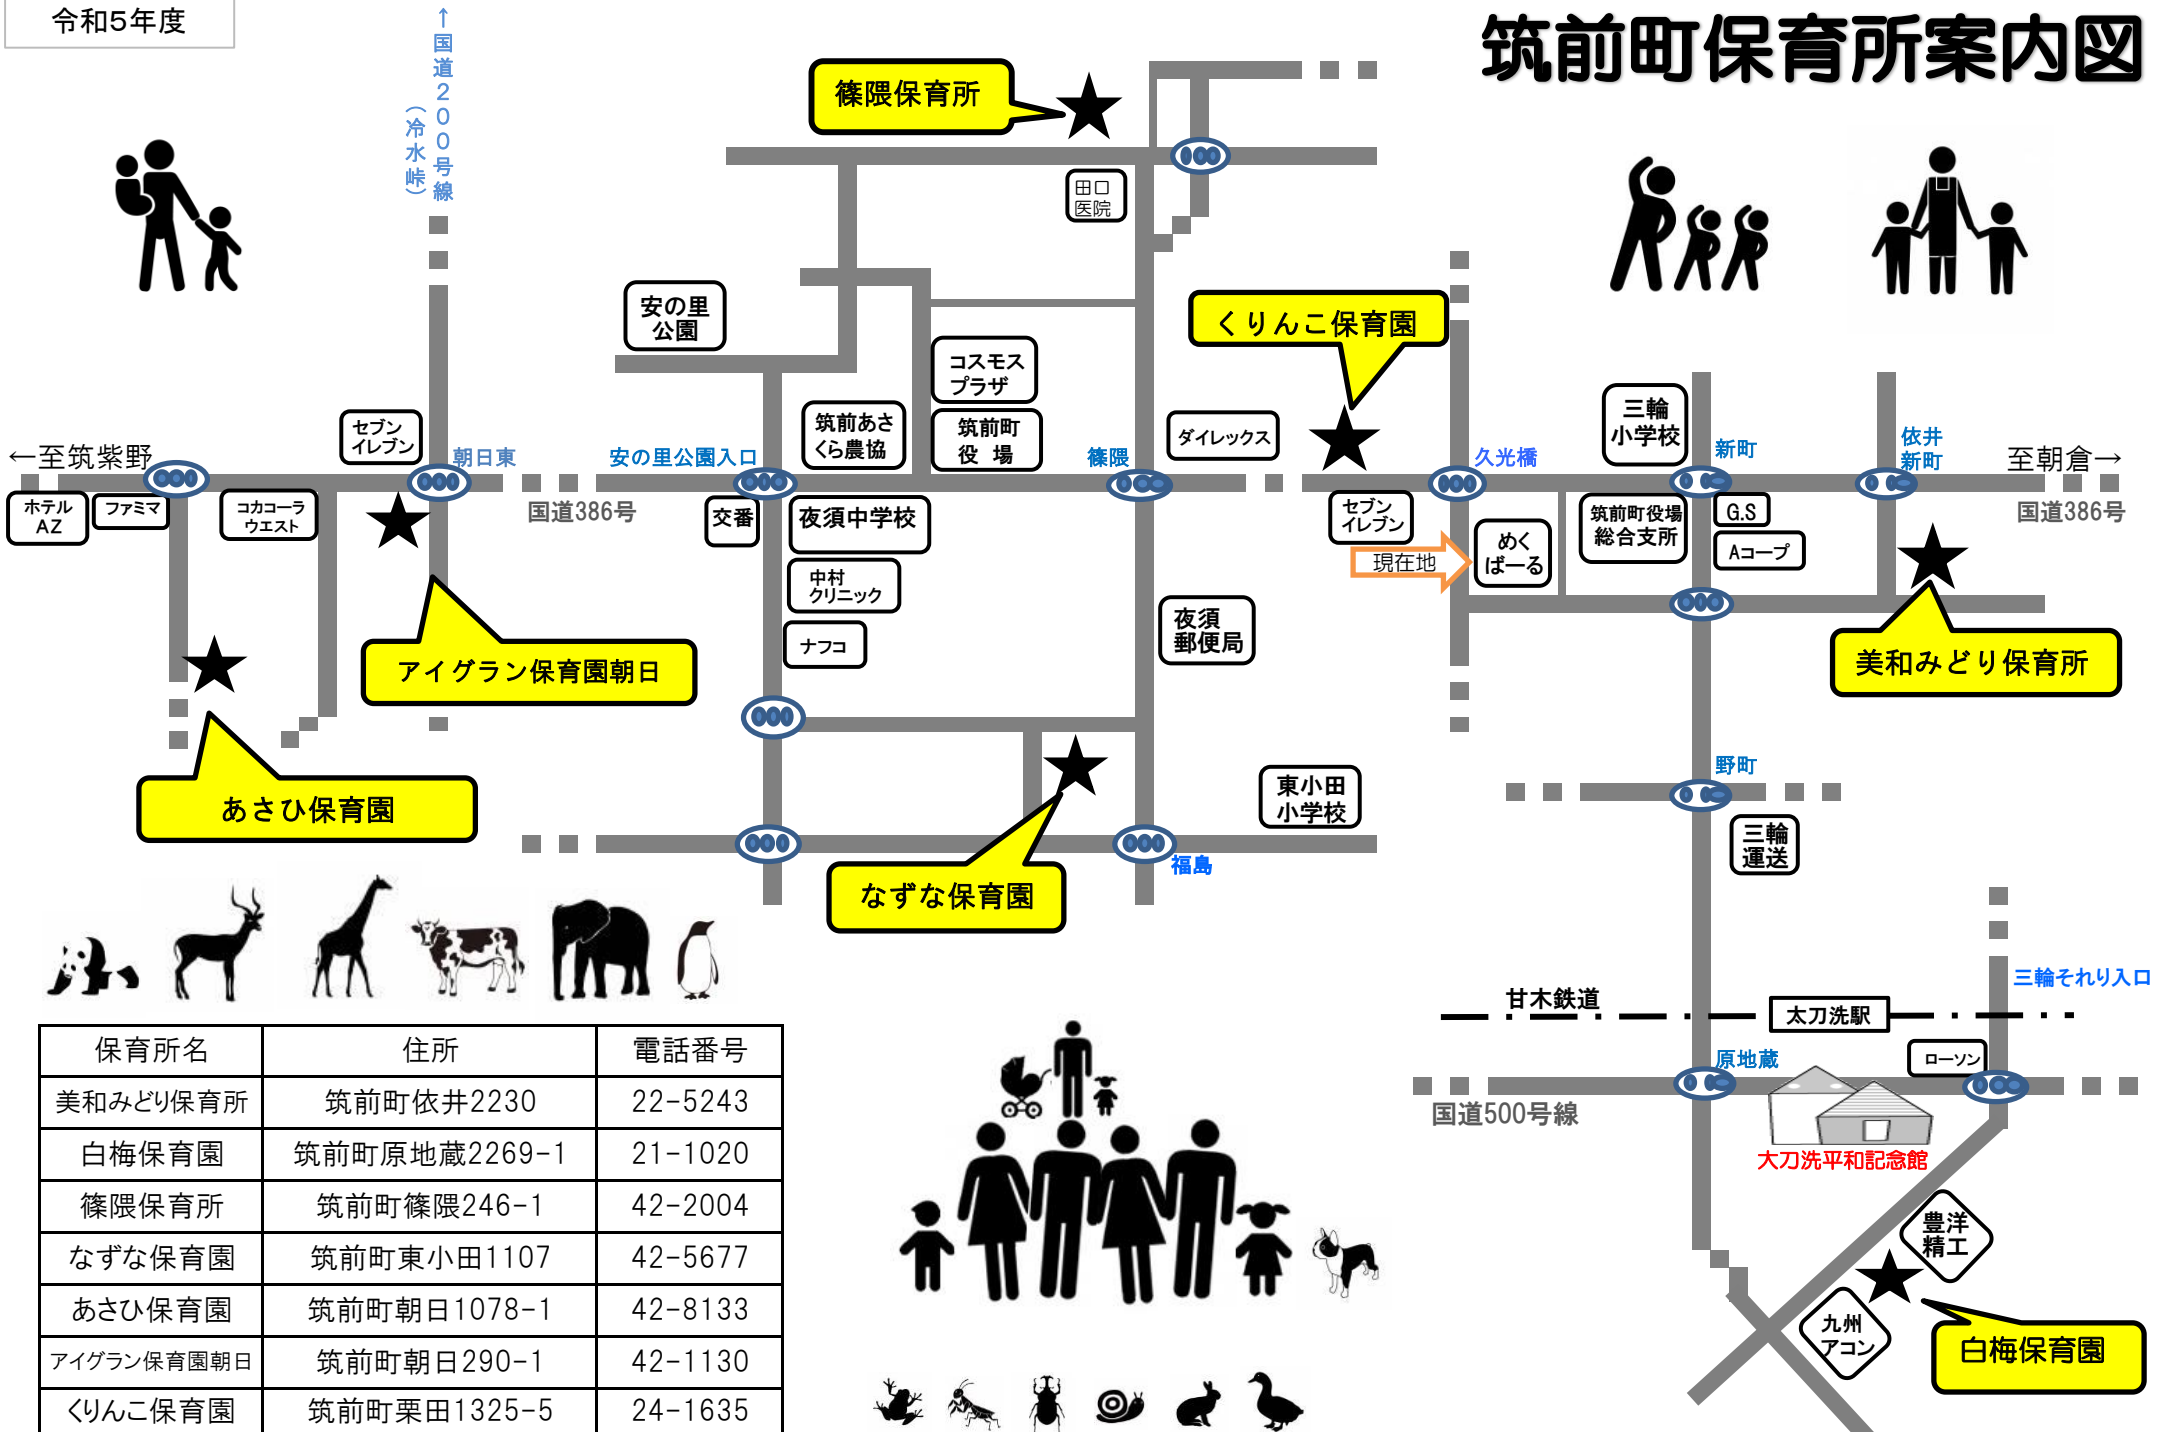 令和5年度
筑前町保育所案内図
↑国道200号線
（冷水峠）
篠隈保育所
田口
医院
安の里
公園
くりんこ保育園
コスモス
プラザ
筑前あさ
くら農協
筑前町
役 場
ダイレックス
三輪
小学校
セブン
イレブン
←至筑紫野
朝日東
安の里公園入口
篠隈
久光橋
新町
依井
新町
至朝倉→
ホテル
AZ
ファミマ
コカコーラ
ウエスト
国道386号
交番
夜須中学校
セブン
イレブン
現在地
めく
ばーる
筑前町役場
総合支所
G.S
Aコープ
国道386号
中村
クリニック
ナフコ
夜須
郵便局
アイグラン保育園朝日
美和みどり保育所
あさひ保育園
東小田
小学校
野町
三輪
運送
福島
なずな保育園
三輪それり入口
甘木鉄道
太刀洗駅
原地蔵
ローソン
国道500号線
大刀洗平和記念館
豊洋
精工
九州
アコン
白梅保育園
保育所名 住所 電話番号
美和みどり保育所 筑前町依井2230 22-5243
白梅保育園 筑前町原地蔵2269-1 21-1020
篠隈保育所 筑前町篠隈246-1 42-2004
なずな保育園 筑前町東小田1107 42-5677
あさひ保育園 筑前町朝日1078-1 42-8133
アイグラン保育園朝日 筑前町朝日290-1 42-1130
くりんこ保育園 筑前町栗田1325-5 24-1635